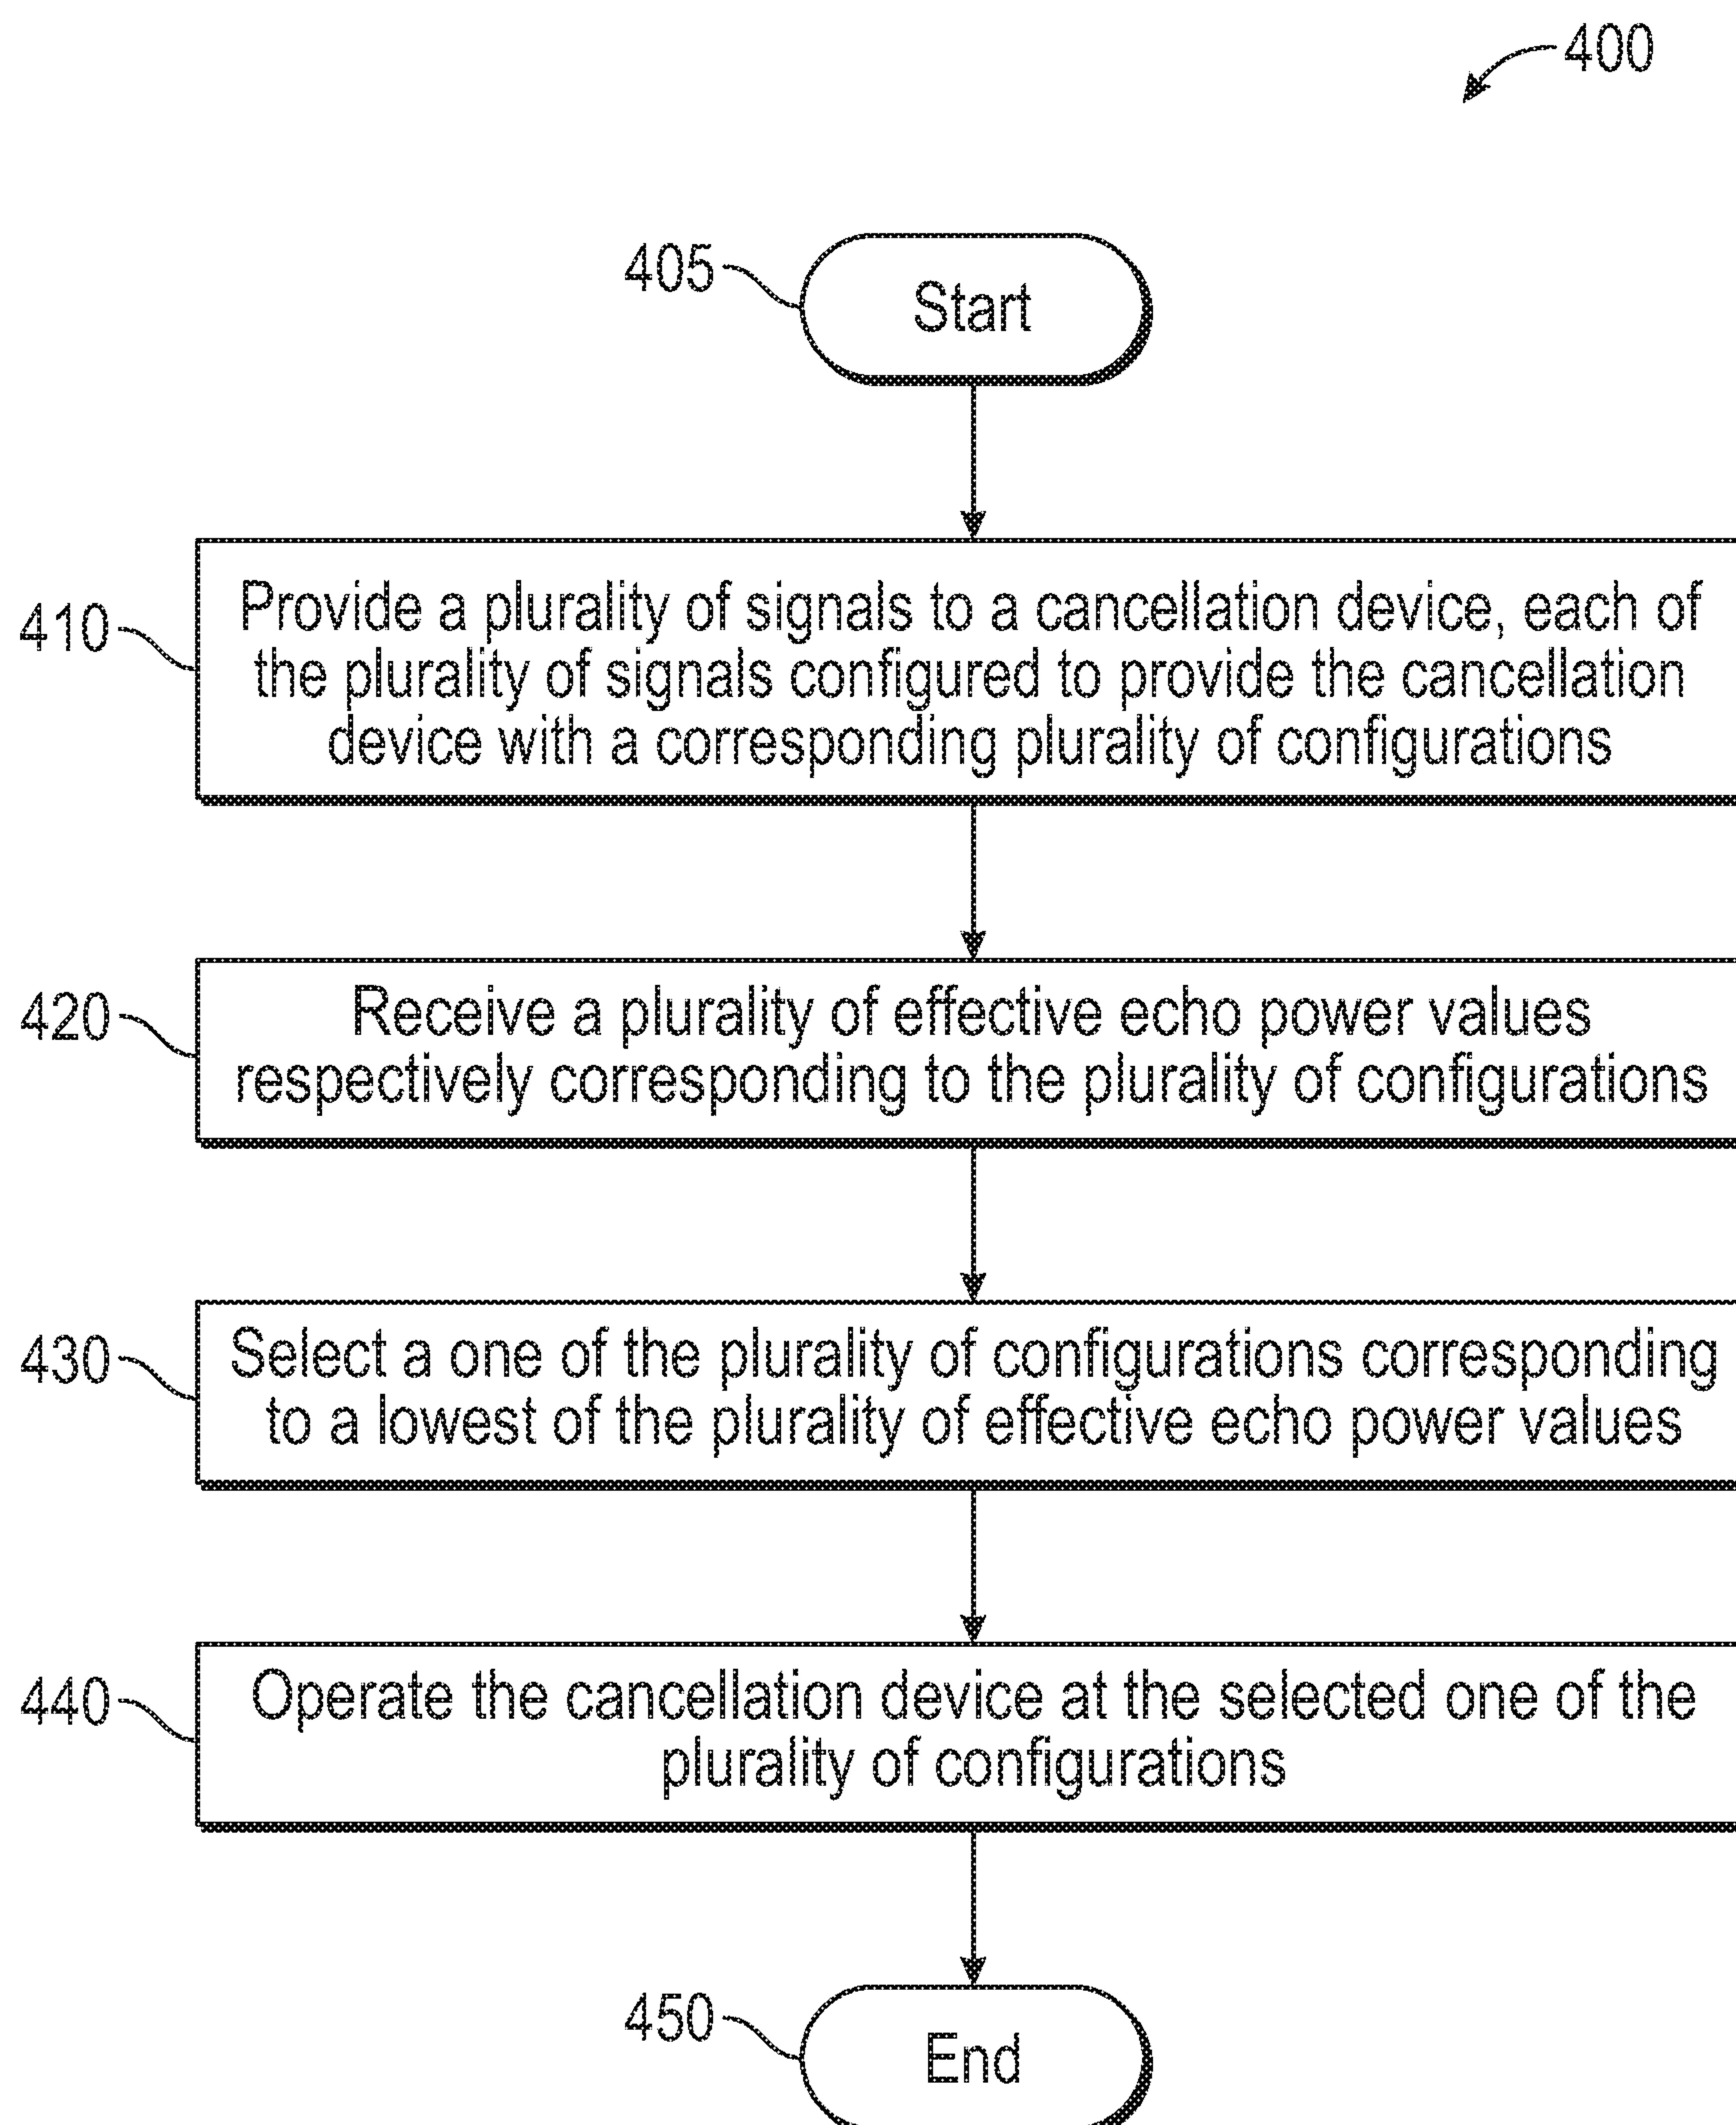 400
405
Start
410
Provide a plurality of signals to a cancellation device, each of
the plurality of signals configured to provide the cancellation
device with a corresponding plurality of configurations
420
Receive a plurality of effective echo power values
respectively corresponding to the plurality of configurations
430
Select a one of the plurality of configurations corresponding
to a lowest of the plurality of effective echo power values
440
Operate the cancellation device at the selected one of the
plurality of configurations
450
End